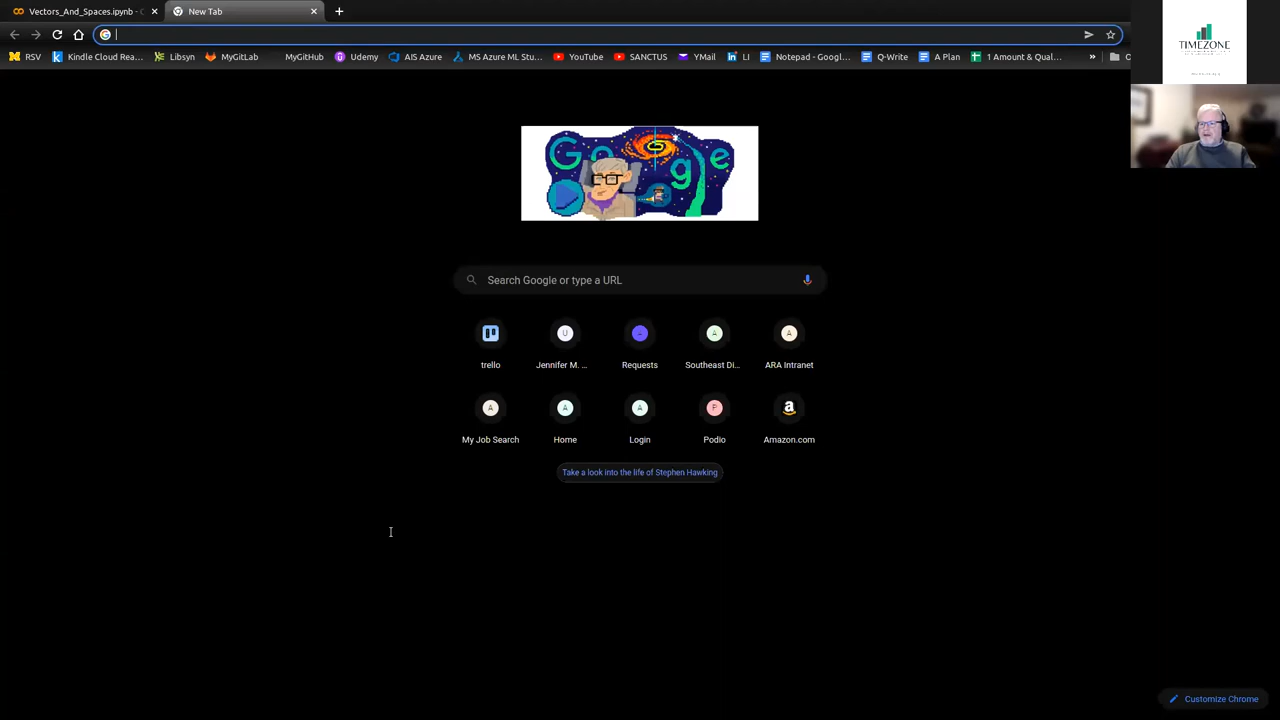 Vectors_And_Spaces.ipynb - C
New Tab
RSV
Kindle Cloud Rea...
Libsyn
MyGitLab
MyGitHub
Udemy
AIS Azure
MS Azure ML Stu...
YouTube
SANCTUS
YMail
LI
Notepad - Googl...
Q-Write
A Plan
1 Amount & Qual...
»
TIMEZONE
Google
Search Google or type a URL
trello
U
Jennifer M. ...
A
Requests
A
Southeast Di...
A
ARA Intranet
A
My Job Search
A
Home
A
Login
P
Podio
a
Amazon.com
Take a look into the life of Stephen Hawking
Customize Chrome